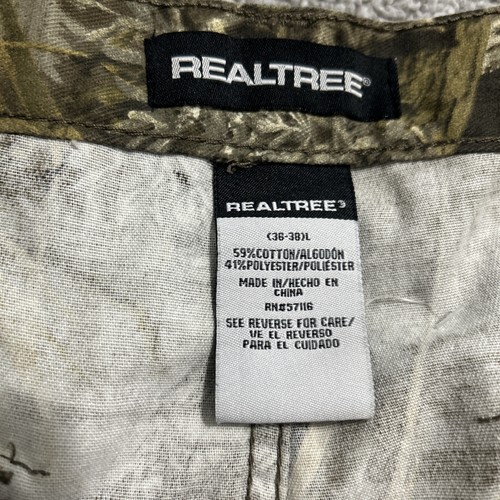 REALTREE®
REALTREE®
(36-38)L
59%COTTON/ALGODÓN
41%POLYESTER/POLIÉSTER
MADE IN/HECHO EN
CHINA
RN#57116
SEE REVERSE FOR CARE/
VE EL REVERSO
PARA EL CUIDADO